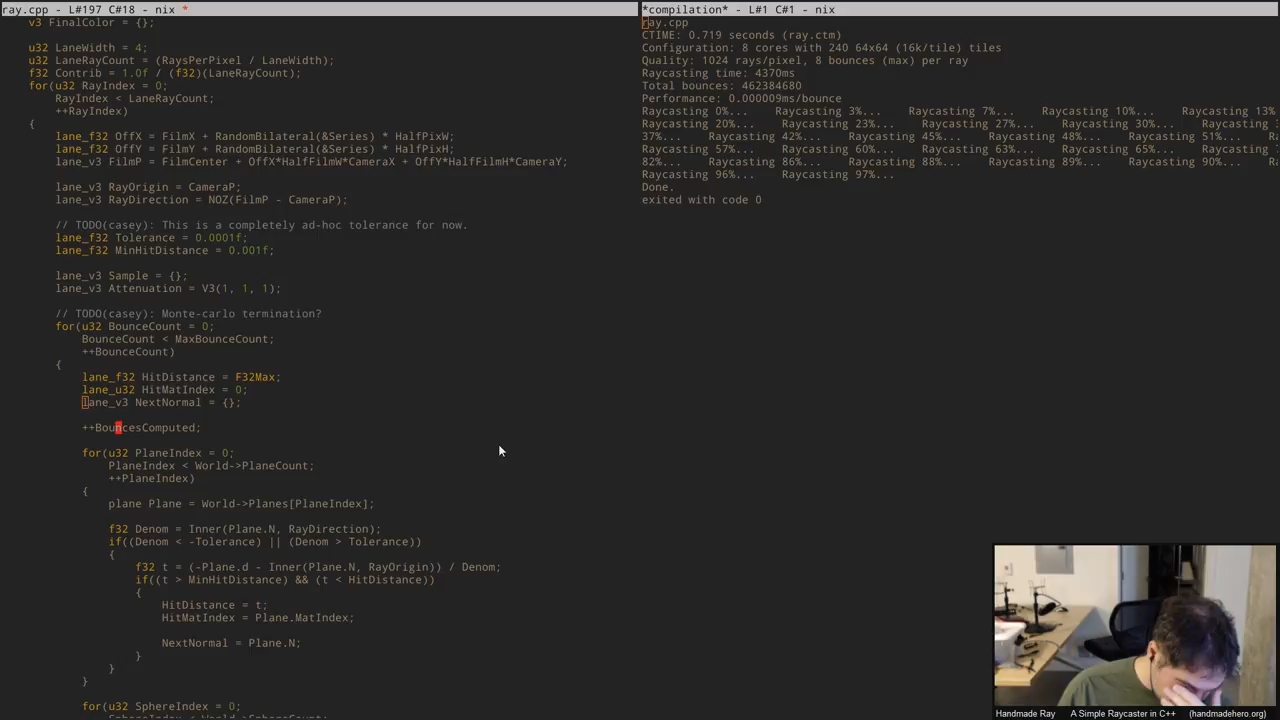 ray.cpp - L#197 C#18 - nix *
v3 FinalColor = {};
u32 LaneWidth = 4;
u32 LaneRayCount = (RaysPerPixel / LaneWidth);
f32 Contrib = 1.0f / (f32)(LaneRayCount);
for(u32 RayIndex = 0;
RayIndex < LaneRayCount;
++RayIndex)
{
lane_f32 OffX = FilmX + RandomBilateral(&Series) * HalfPixW;
lane_f32 OffY = FilmY + RandomBilateral(&Series) * HalfPixH;
lane_v3 FilmP = FilmCenter + OffX*HalfFilmW*CameraX + OffY*HalfFilmH*CameraY;
lane_v3 RayOrigin = CameraP;
lane_v3 RayDirection = NOZ(FilmP - CameraP);
// TODO(casey): This is a completely ad-hoc tolerance for now.
lane_f32 Tolerance = 0.0001f;
lane_f32 MinHitDistance = 0.001f;
lane_v3 Sample = {};
lane_v3 Attenuation = V3(1, 1, 1);
// TODO(casey): Monte-carlo termination?
for(u32 BounceCount = 0;
BounceCount < MaxBounceCount;
++BounceCount)
{
lane_f32 HitDistance = F32Max;
lane_u32 HitMatIndex = 0;
lane_v3 NextNormal = {};
++BouncesComputed;
for(u32 PlaneIndex = 0;
PlaneIndex < World->PlaneCount;
++PlaneIndex)
{
plane Plane = World->Planes[PlaneIndex];
f32 Denom = Inner(Plane.N, RayDirection);
if((Denom < -Tolerance) || (Denom > Tolerance))
{
f32 t = (-Plane.d - Inner(Plane.N, RayOrigin)) / Denom;
if((t > MinHitDistance) && (t < HitDistance))
{
HitDistance = t;
HitMatIndex = Plane.MatIndex;
NextNormal = Plane.N;
}
}
}
for(u32 SphereIndex = 0;
*compilation* - L#1 C#1 - nix
ray.cpp
CTIME: 0.719 seconds (ray.ctm)
Configuration: 8 cores with 240 64x64 (16k/tile) tiles
Quality: 1024 rays/pixel, 8 bounces (max) per ray
Raycasting time: 4370ms
Total bounces: 462384680
Performance: 0.000009ms/bounce
Raycasting 0%... Raycasting 3%... Raycasting 7%... Raycasting 10%... Raycasting 13%
Raycasting 20%... Raycasting 23%... Raycasting 27%... Raycasting 30%... Raycasting
37%... Raycasting 42%... Raycasting 45%... Raycasting 48%... Raycasting 51%...
Raycasting 57%... Raycasting 60%... Raycasting 63%... Raycasting 65%... Raycasting
82%... Raycasting 86%... Raycasting 88%... Raycasting 89%... Raycasting 90%...
Raycasting 96%... Raycasting 97%...
Done.
exited with code 0
Handmade Ray A Simple Raycaster in C++ (handmadehero.org)